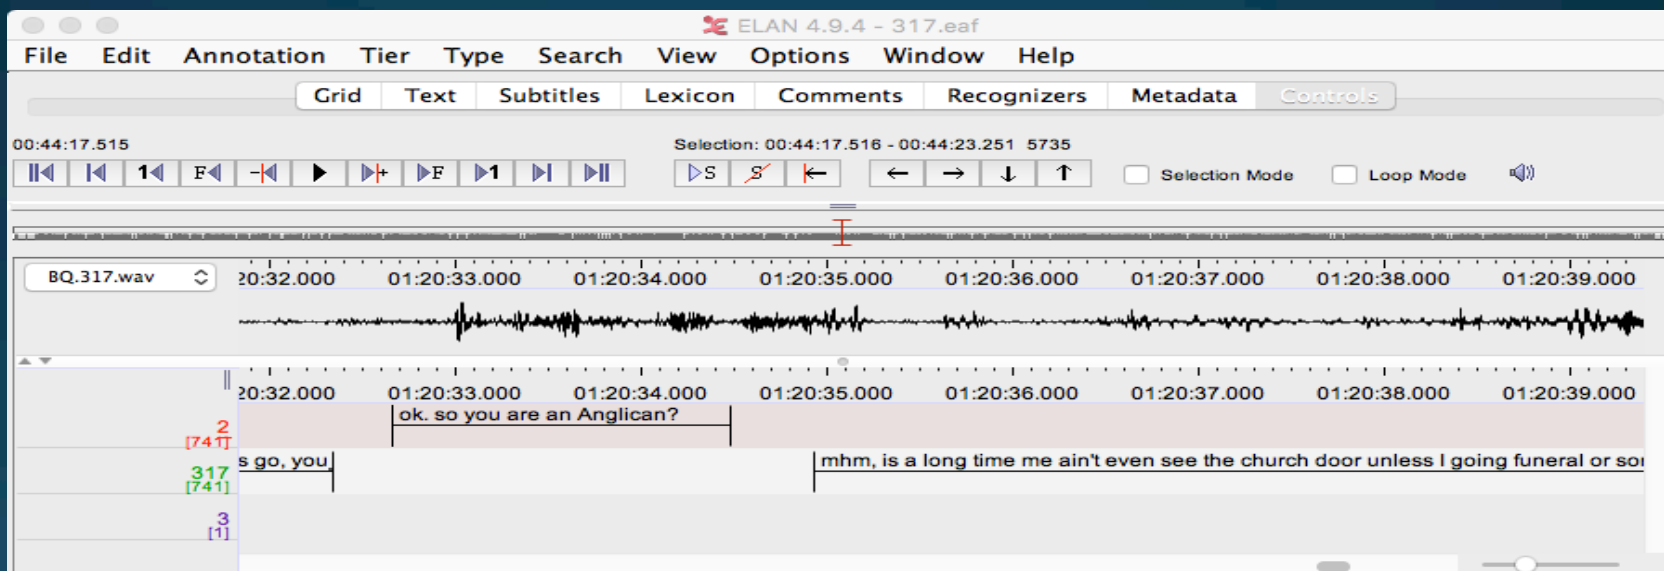 ELAN 4.9.4 - 317.eaf
File Edit Annotation Tier Type Search View Options Window Help
Grid Text Subtitles Lexicon Comments Recognizers Metadata Controls
00:44:17.515 Selection: 00:44:17.516 - 00:44:23.251 5735
1 F F 1 S S Selection Mode Loop Mode
BQ.317.wav 20:32.000 01:20:33.000 01:20:34.000 01:20:35.000 01:20:36.000 01:20:37.000 01:20:38.000 01:20:39.000
20:32.000 01:20:33.000 01:20:34.000 01:20:35.000 01:20:36.000 01:20:37.000 01:20:38.000 01:20:39.000
ok. so you are an Anglican?
2
[741]
s go, you, mhm, is a long time me ain't even see the church door unless I going funeral or sor
317
[741]
3
[1]